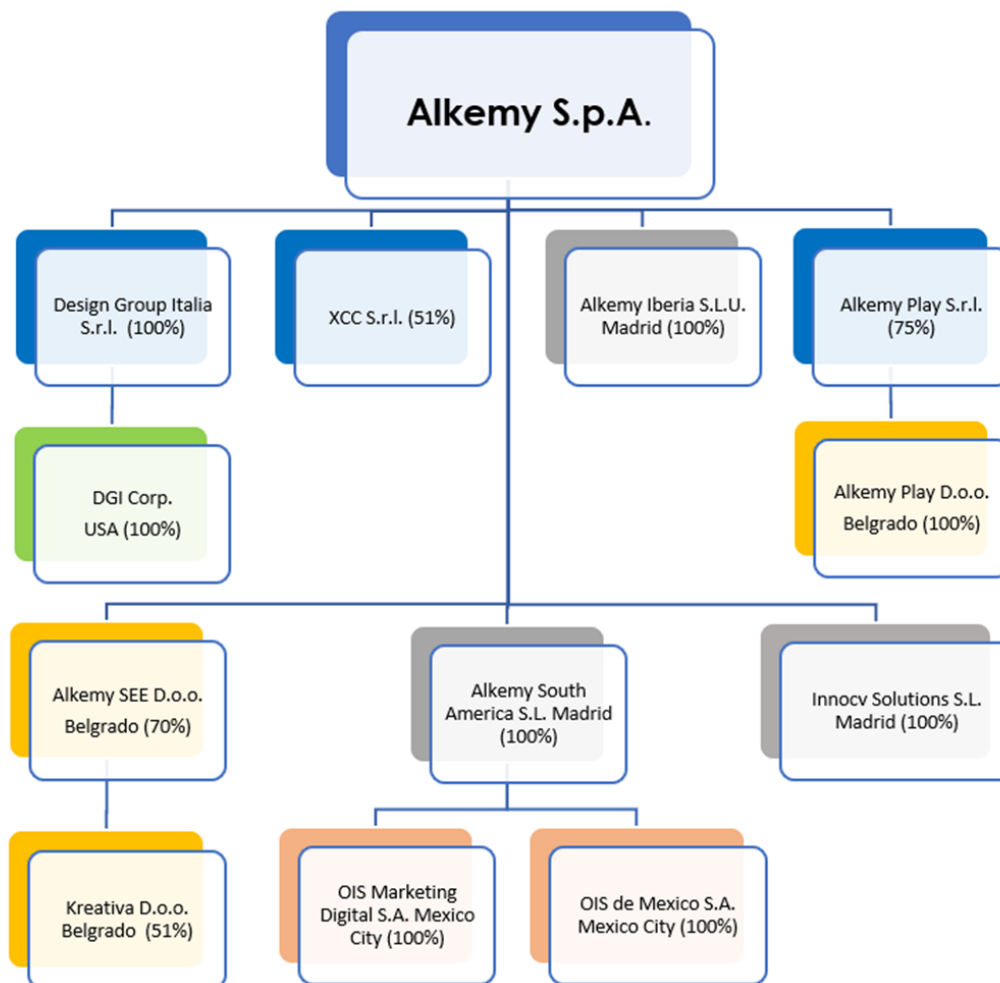 Alkemy S.p.A.
Design Group Italia
S.r.l. (100%)
XCC S.r.l. (51%)
Alkemy Iberia S.L.U.
Madrid (100%)
Alkemy Play S.r.l.
(75%)
DGI Corp.
USA (100%)
Alkemy Play D.o.o.
Belgrado (100%)
Alkemy SEE D.o.o.
Belgrado (70%)
Alkemy South
America S.L. Madrid
(100%)
Innocv Solutions S.L.
Madrid (100%)
Kreativa D.o.o.
Belgrado (51%)
OIS Marketing
Digital S.A. Mexico
City (100%)
OIS de Mexico S.A.
Mexico City (100%)